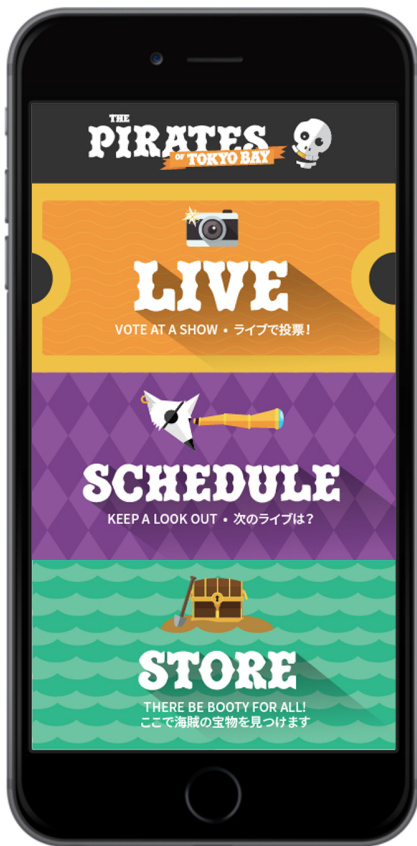 THE
PIRATES
OF TOKYO BAY
LIVE
VOTE AT A SHOW • ライブで投票!
SCHEDULE
KEEP A LOOK OUT • 次のライブは?
STORE
THERE BE BOOTY FOR ALL!
ここで海賊の宝物を見つけます